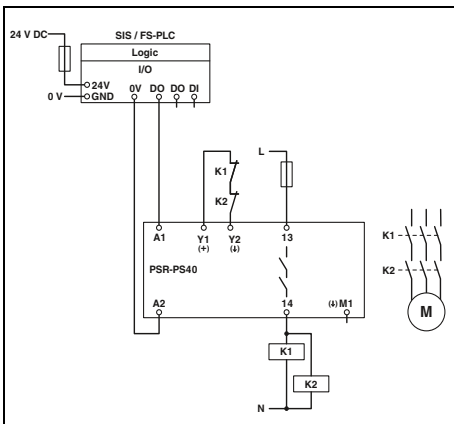 24 V DC
SIS / FS-PLC
Logic
I/O
24V
0V DO DO DI
0 V GND
L
K1
K2
A1 Y1 Y2 13
(+) (↓)
PSR-PS40
A2 14 (↓) M1
K1
K2
M
K1
K2
N